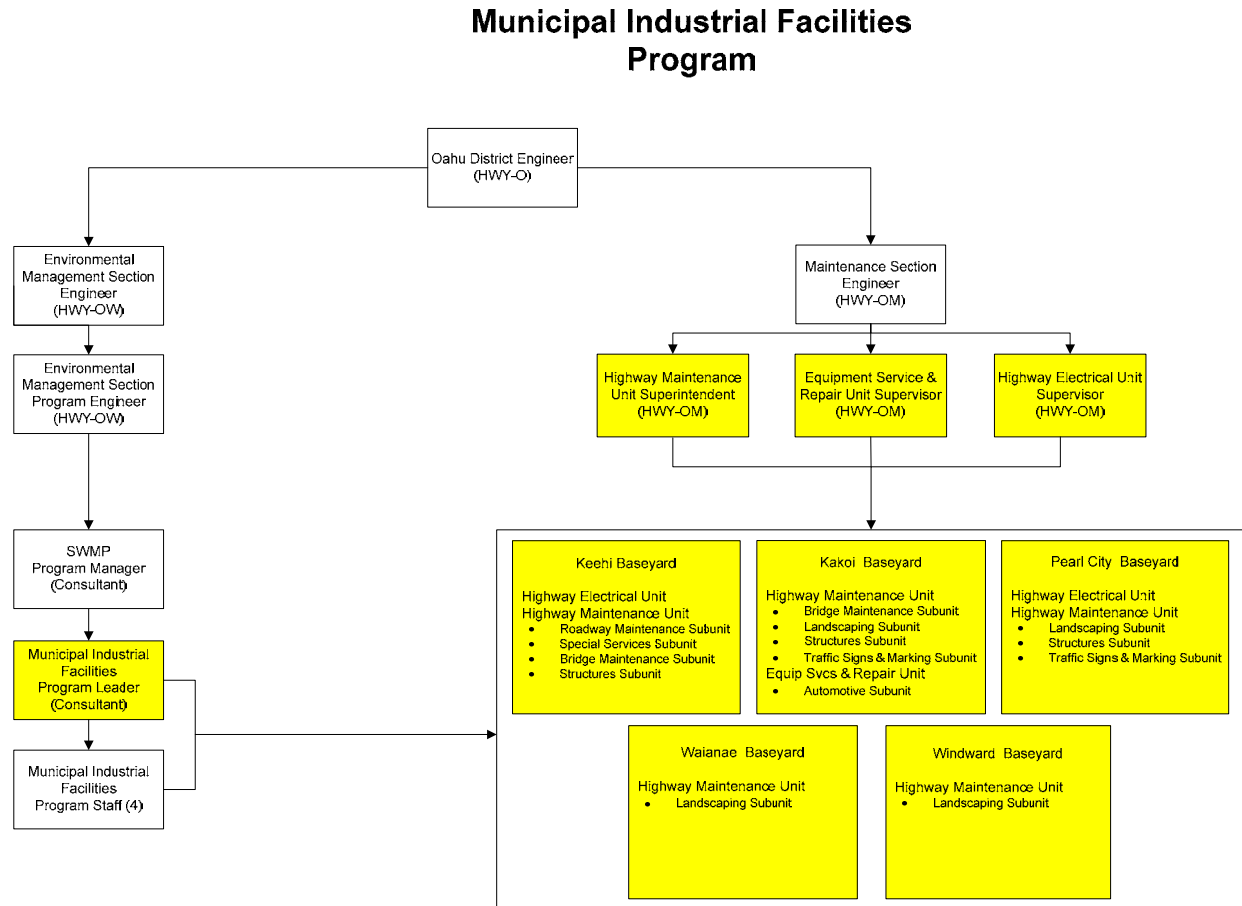 Municipal Industrial Facilities
Program
Oahu District Engineer
(HWY-O)
Environmental
Management Section
Engineer
(HWY-OW)
Maintenance Section
Engineer
(HWY-OM)
Environmental
Management Section
Program Engineer
(HWY-OW)
Highway Maintenance
Unit Superintendent
(HWY-OM)
Equipment Service &
Repair Unit Supervisor
(HWY-OM)
Highway Electrical Unit
Supervisor
(HWY-OM)
SWMP
Program Manager
(Consultant)
Municipal Industrial
Facilities
Program Leader
(Consultant)
Municipal Industrial
Facilities
Program Staff (4)
Keehi Baseyard
Highway Electrical Unit
Highway Maintenance Unit
• Roadway Maintenance Subunit
• Special Services Subunit
• Bridge Maintenance Subunit
• Structures Subunit
Kakoi Baseyard
Highway Maintenance Unit
• Bridge Maintenance Subunit
• Landscaping Subunit
• Structures Subunit
• Traffic Signs & Marking Subunit
Equip Svcs & Repair Unit
• Automotive Subunit
Pearl City Baseyard
Highway Electrical Unit
Highway Maintenance Unit
• Landscaping Subunit
• Structures Subunit
• Traffic Signs & Marking Subunit
Waianae Baseyard
Highway Maintenance Unit
• Landscaping Subunit
Windward Baseyard
Highway Maintenance Unit
• Landscaping Subunit